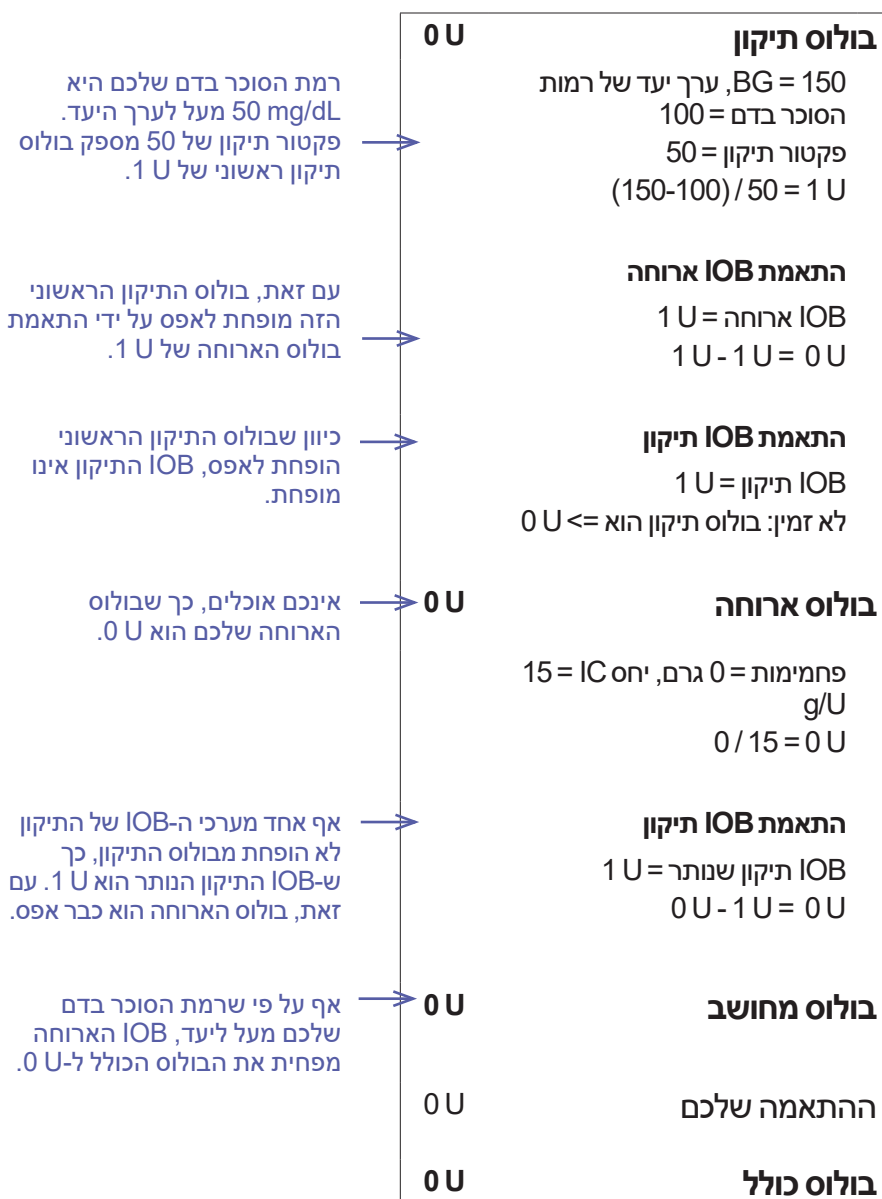 בולוס תיקון 0 U
BG = 150, ערך יעד של רמות
הסוכר בדם = 100
פקטור תיקון = 50
(150-100) / 50 = 1 U
רמת הסוכר בדם שלכם היא
50 mg/dL מעל לערך היעד.
פקטור תיקון של 50 מספק בולוס
תיקון ראשוני של 1 U.
התאמת IOB ארוחה
IOB ארוחה = 1 U
1 U - 1 U = 0 U
עם זאת, בולוס התיקון הראשוני
הזה מופחת לאפס על ידי התאמת
בולוס הארוחה של 1 U.
התאמת IOB תיקון
IOB תיקון = 1 U
לא זמין: בולוס תיקון הוא <= 0 U
כיוון שבולוס התיקון הראשוני
הופחת לאפס, IOB התיקון אינו
מופחת.
בולוס ארוחה 0 U
פחמימות = 0 גרם, יחס IC = 15
g/U
0 / 15 = 0 U
אינכם אוכלים, כך שבולוס
הארוחה שלכם הוא 0 U.
התאמת IOB תיקון
IOB תיקון שנותר = 1 U
0 U - 1 U = 0 U
אף אחד מערכי ה-IOB של התיקון
לא הופחת מבולוס התיקון, כך
ש-IOB התיקון הנותר הוא 1 U. עם
זאת, בולוס הארוחה הוא כבר אפס.
בולוס מחושב 0 U
אף על פי שרמת הסוכר בדם
שלכם מעל ליעד, IOB הארוחה
מפחית את הבולוס הכולל ל-0 U.
ההתאמה שלכם 0 U
בולוס כולל 0 U